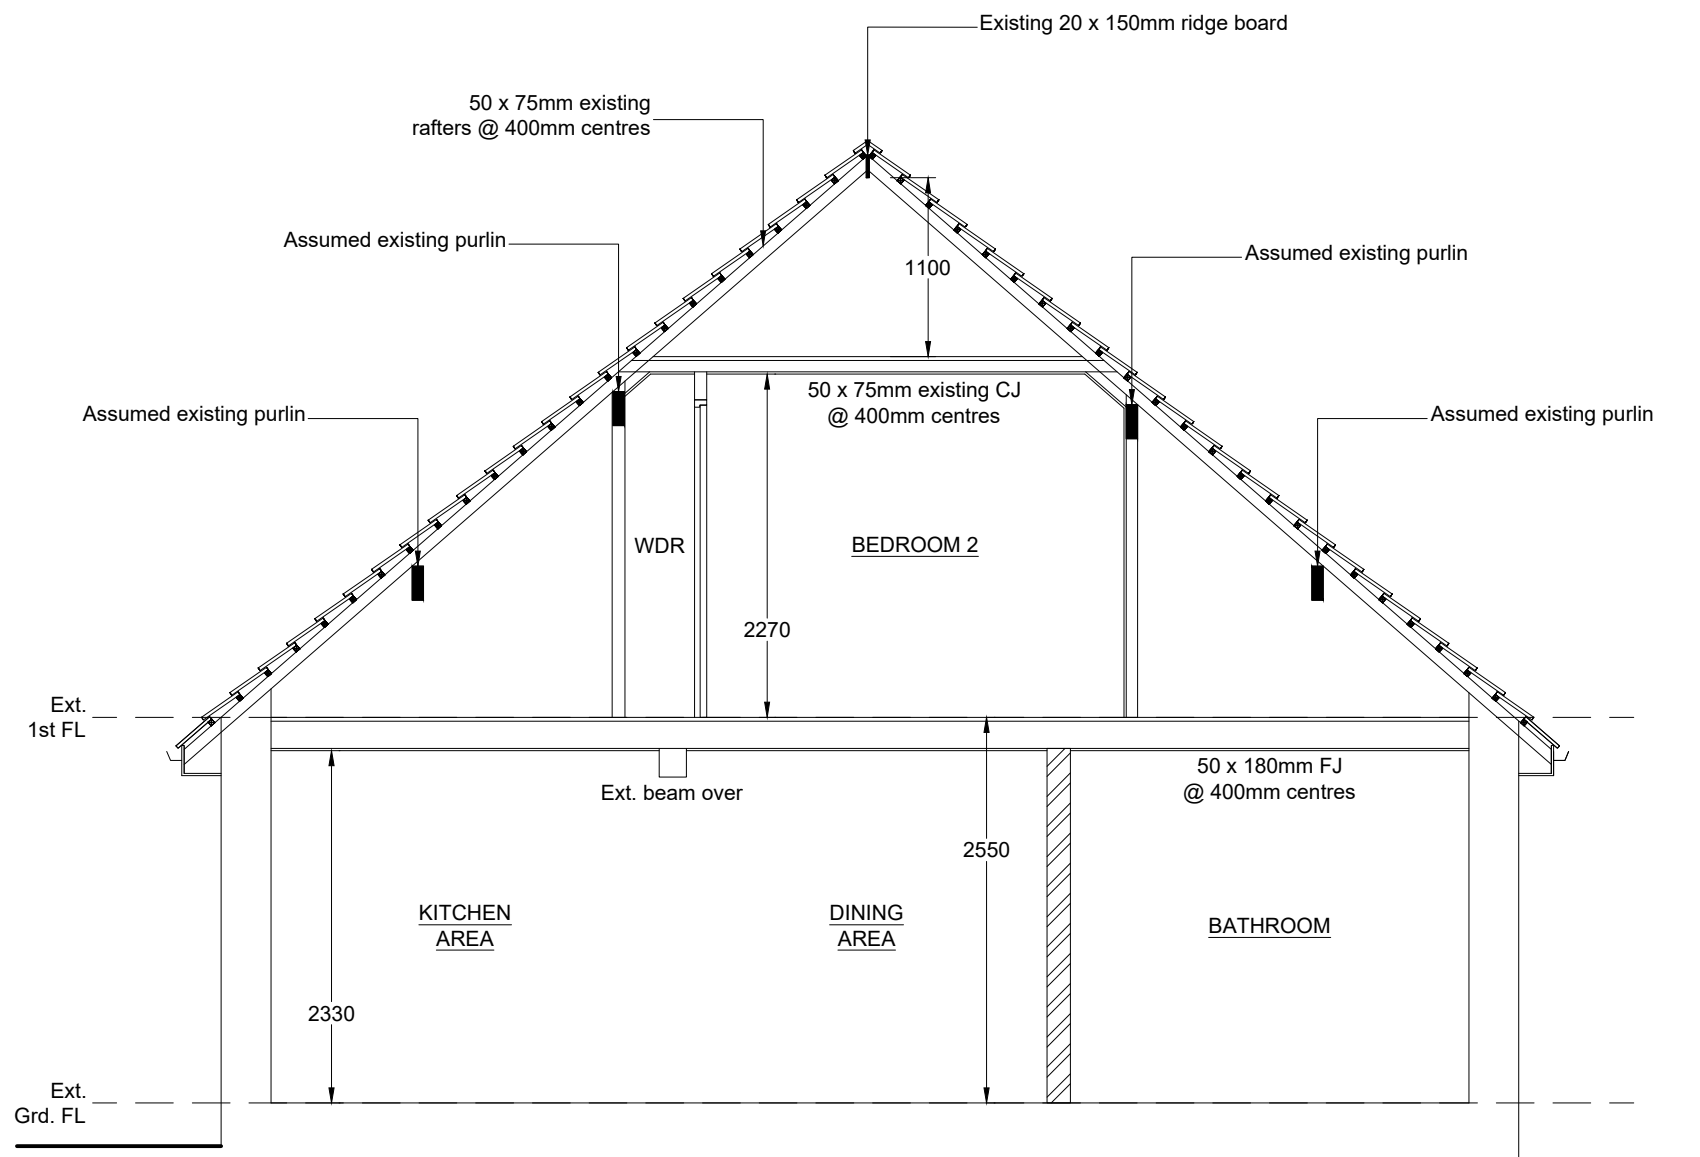 Existing 20 x 150mm ridge board
50 x 75mm existing
rafters @ 400mm centres
Assumed existing purlin
Assumed existing purlin
1100
50 x 75mm existing CJ
@ 400mm centres
Assumed existing purlin
Assumed existing purlin
WDR
BEDROOM 2
2270
Ext.
1st FL
50 x 180mm FJ
@ 400mm centres
Ext. beam over
2550
KITCHEN
AREA
DINING
AREA
BATHROOM
2330
Ext.
Grd. FL